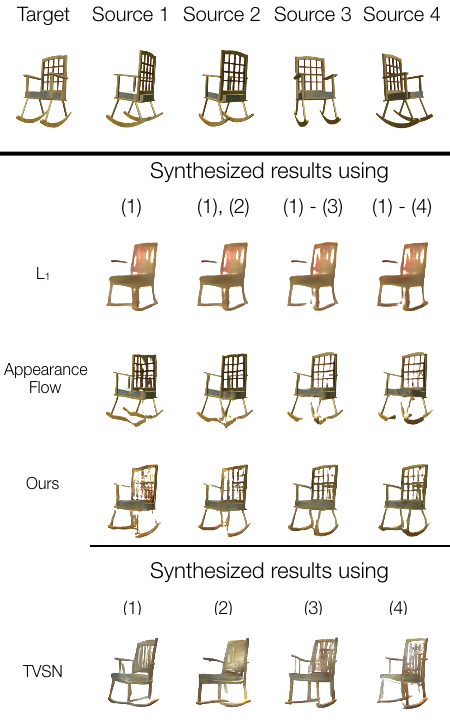 Target Source 1 Source 2 Source 3 Source 4
Synthesized results using
(1) (1), (2) (1) - (3) (1) - (4)
L₁
Appearance
Flow
Ours
Synthesized results using
(1) (2) (3) (4)
TVSN